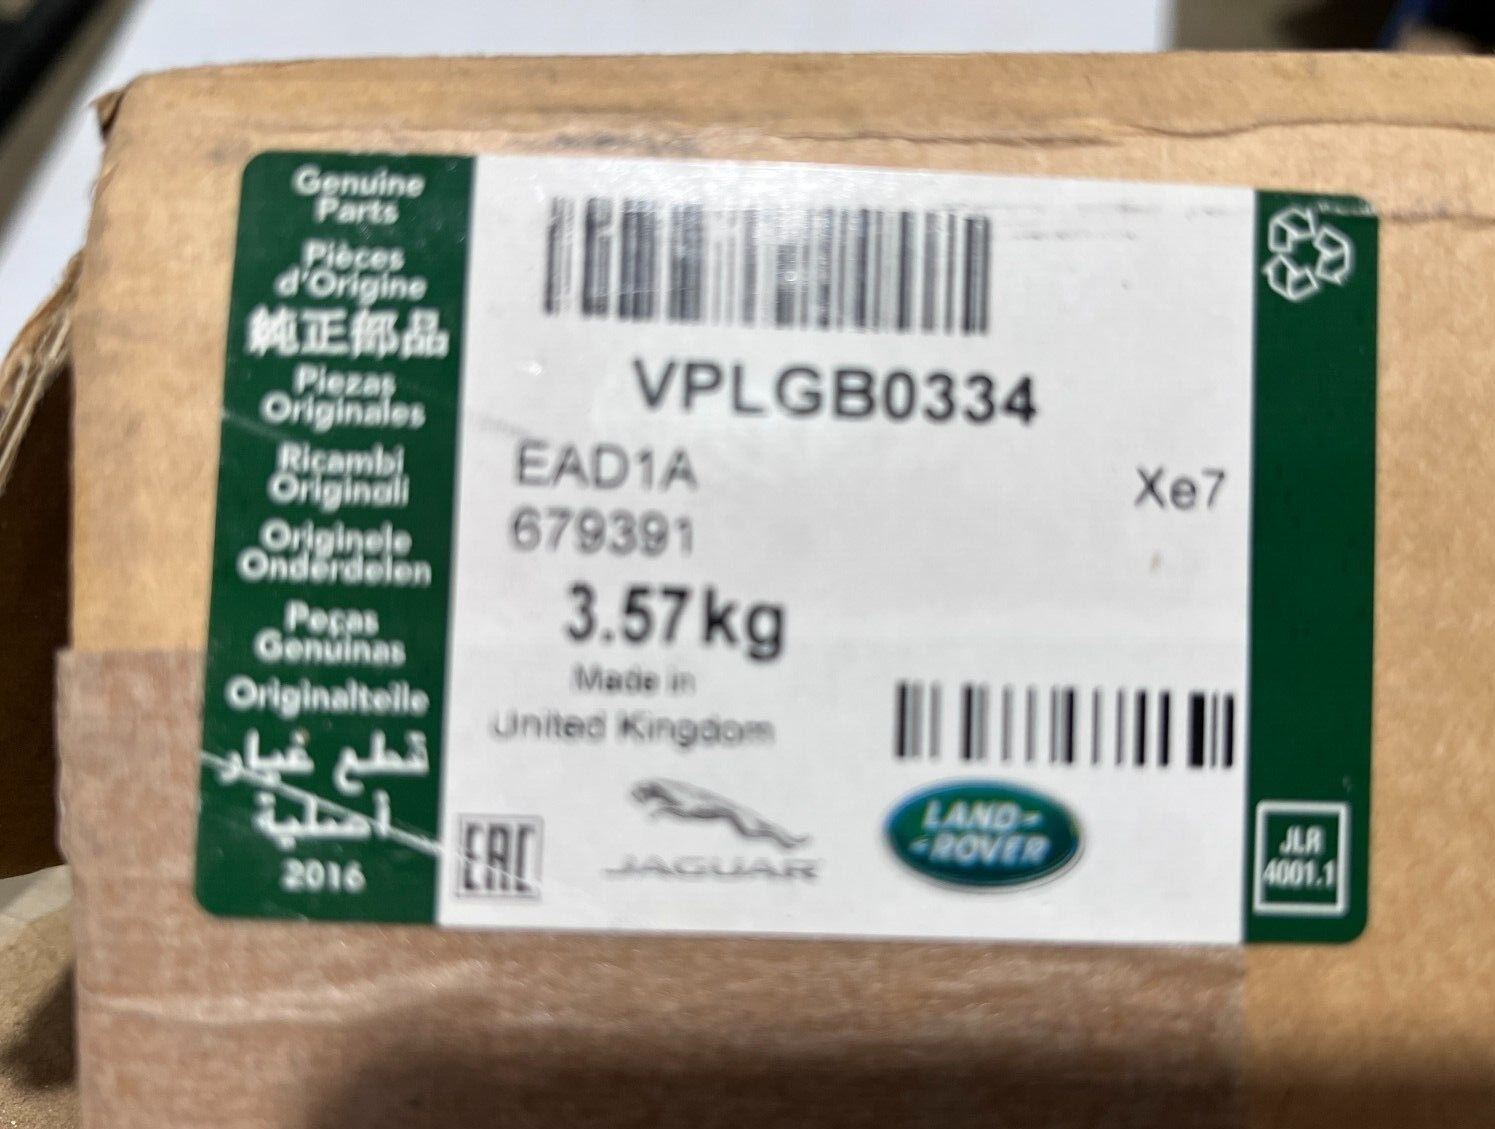 Genuine
Parts
Pièces
d'Origine
純正部品
Piezas
Originales
Ricambi
Originali
Originele
Onderdelen
Peças
Genuinas
Originalteile
قطع غيار
أصلية
2016
VPLGB0334
EAD1A
Xe7
679391
3.57kg
Made in
United Kingdom
EAC
JAGUAR
LAND-
-ROVER
JLR
4001.1